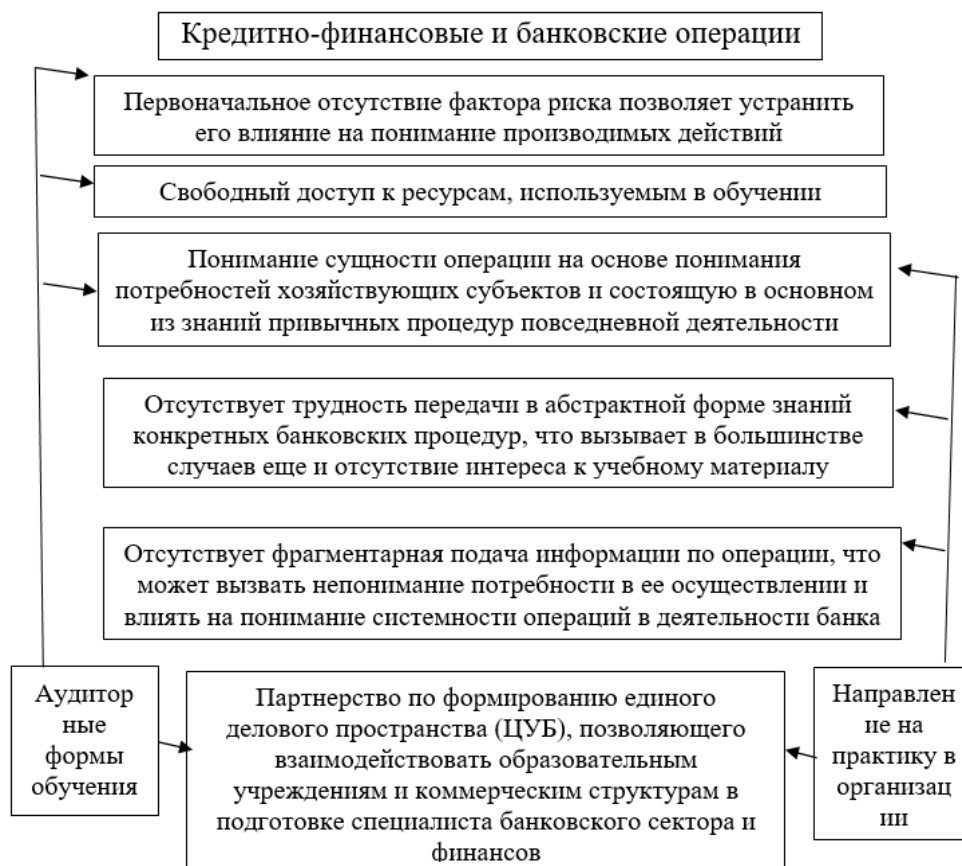 Кредитно-финансовые и банковские операции
Первоначальное отсутствие фактора риска позволяет устранить
его влияние на понимание производимых действий
Свободный доступ к ресурсам, используемым в обучении
Понимание сущности операции на основе понимания
потребностей хозяйствующих субъектов и состоящую в основном
из знаний привычных процедур повседневной деятельности
Отсутствует трудность передачи в абстрактной форме знаний
конкретных банковских процедур, что вызывает в большинстве
случаев еще и отсутствие интереса к учебному материалу
Отсутствует фрагментарная подача информации по операции, что
может вызвать непонимание потребности в ее осуществлении и
влиять на понимание системности операций в деятельности банка
Аудитор
ные
формы
обучения
Партнерство по формированию единого
делового пространства (ЦУБ), позволяющего
взаимодействовать образовательным
учреждениям и коммерческим структурам в
подготовке специалиста банковского сектора и
финансов
Направлен
ие на
практику в
организац
ии